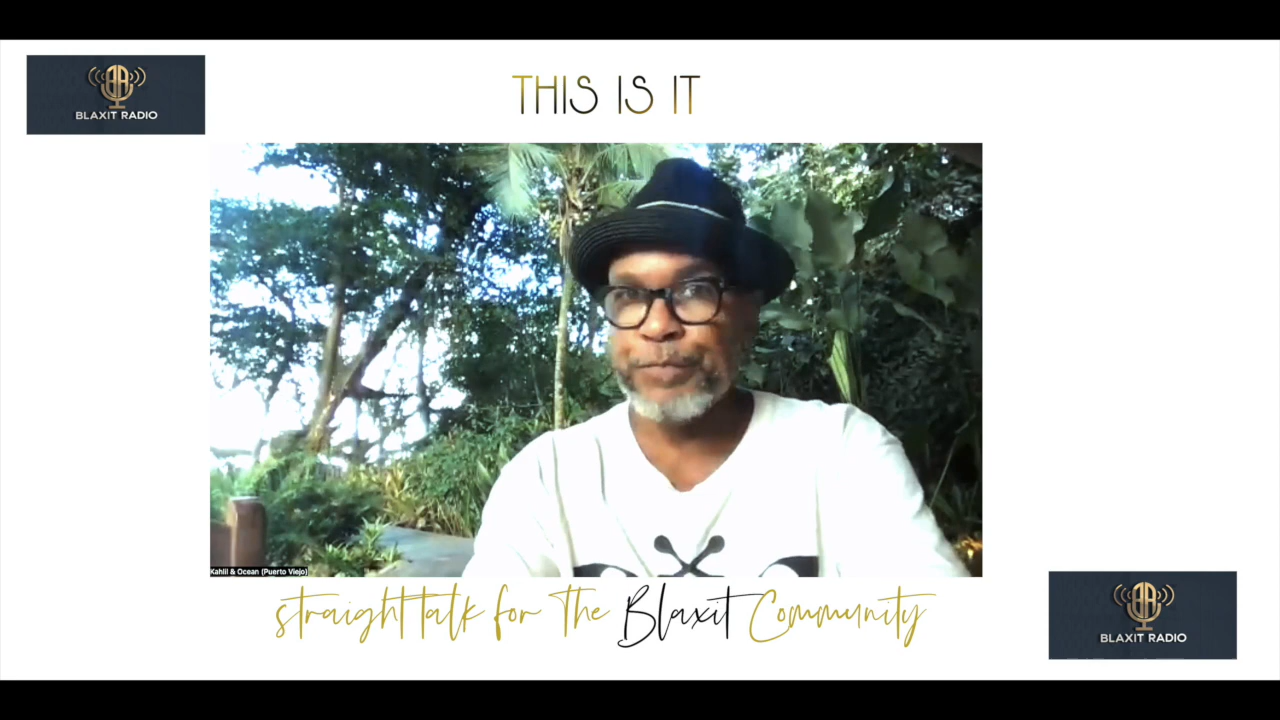 BLAXIT RADIO
THIS IS IT
Kahlil & Ocean (Puerto Viejo)
straight talk for The Blaxit Community
BLAXIT RADIO